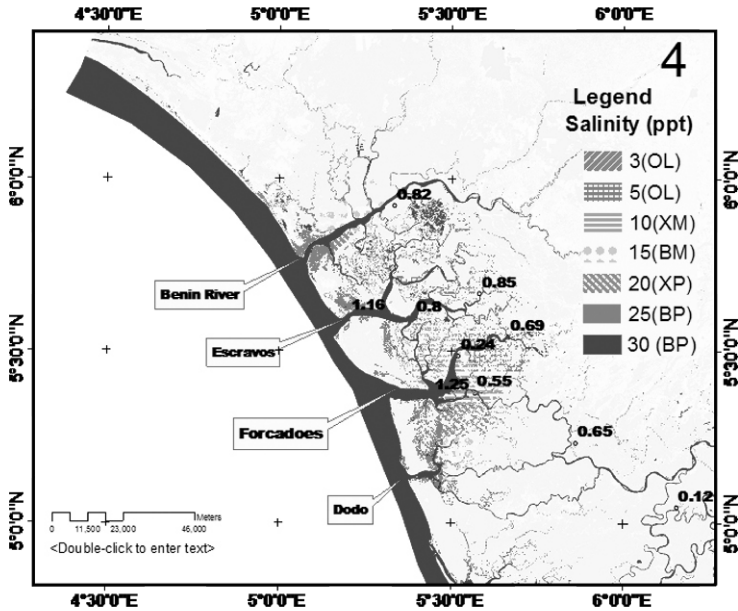 4°30'0"E 5°0'0"E 5°30'0"E 6°0'0"E
4
Legend
Salinity (ppt)
3(OL)
5(OL)
10(XM)
15(BM)
20(XP)
25(BP)
30 (BP)
6°0'0"N
6°0'0"N
5°30'0"N
5°30'0"N
5°0'0"N
5°0'0"N
0.82
Benin River
0.85
1.16
0.8
0.69
Escravos
0.24
1.25
0.55
Forcadoes
0.65
0.12
Dodo
Meters
0 11,500 23,000 46,000
<Double-click to enter text>
4°30'0"E 5°0'0"E 5°30'0"E 6°0'0"E